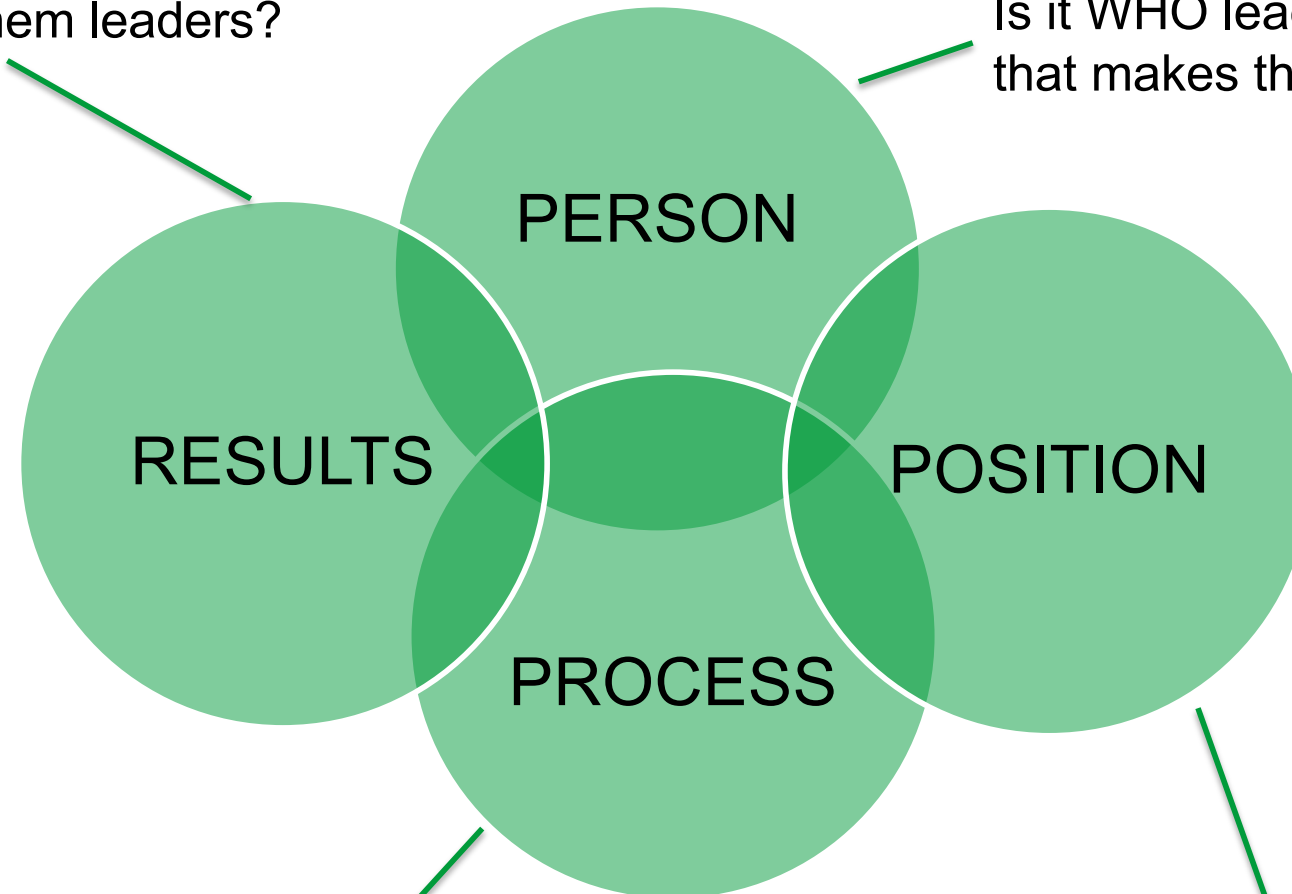 hem leaders?
Is it WHO lea
that makes th
PERSON
RESULTS
POSITION
PROCESS